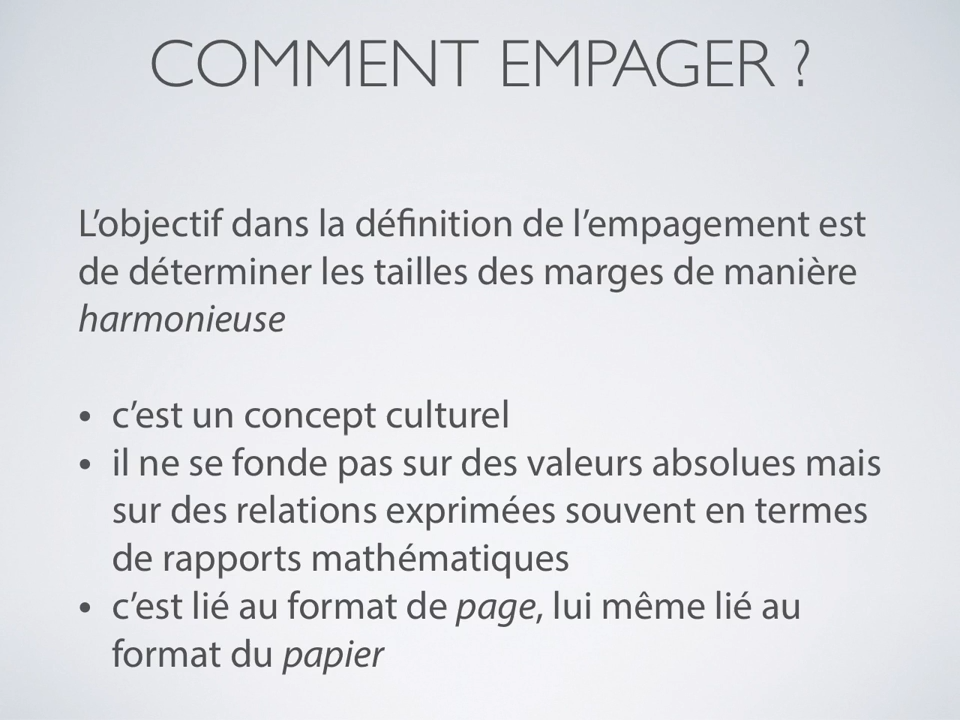 COMMENT EMPAGER ?
L’objectif dans la définition de l’empagement est
de déterminer les tailles des marges de manière
harmonieuse
• c’est un concept culturel
• il ne se fonde pas sur des valeurs absolues mais
sur des relations exprimées souvent en termes
de rapports mathématiques
• c’est lié au format de page, lui même lié au
format du papier